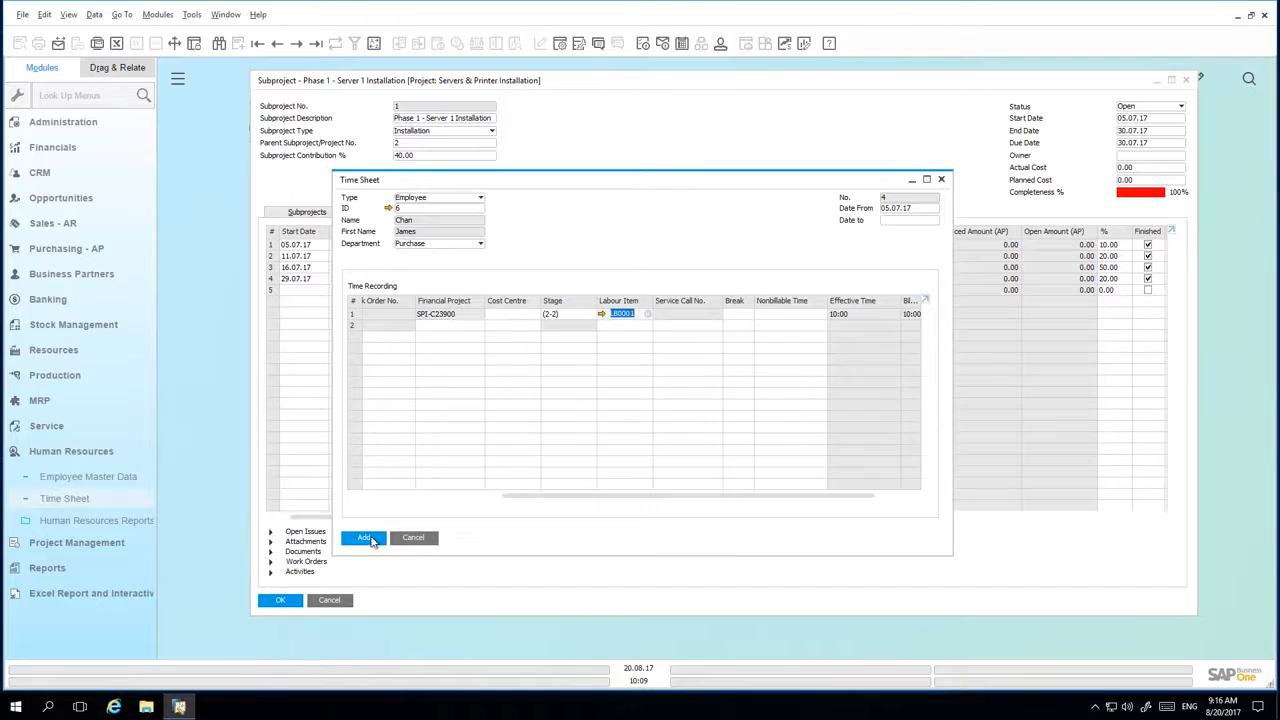 File Edit View Data Go To Modules Tools Window Help
Modules Drag & Relate
Look Up Menus
Administration
Financials
CRM
Opportunities
Sales - AR
Purchasing - AP
Business Partners
Banking
Stock Management
Resources
Production
MRP
Service
Human Resources
Employee Master Data
Time Sheet
Human Resources Reports
Project Management
Reports
Excel Report and Interactiv
Subproject - Phase 1 - Server 1 Installation [Project: Servers & Printer Installation]
Subproject No. 1
Subproject Description Phase 1 - Server 1 Installation
Subproject Type Installation
Parent Subproject/Project No. 2
Subproject Contribution % 40.00
Status Open
Start Date 05.07.17
End Date 30.07.17
Due Date 30.07.17
Owner
Actual Cost 0.00
Planned Cost 0.00
Completeness % 100%
Subprojects
# Start Date
1 05.07.17
2 11.07.17
3 16.07.17
4 29.07.17
5
ced Amount (AP) Open Amount (AP) % Finished
0.00 0.00 10.00
0.00 0.00 20.00
0.00 0.00 50.00
0.00 0.00 20.00
0.00 0.00 0.00
Time Sheet
Type Employee
ID 6
Name Chan
First Name James
Department Purchase
No. 4
Date From 05.07.17
Date to
Time Recording
# k Order No. Financial Project Cost Centre Stage Labour Item Service Call No. Break Nonbillable Time Effective Time Bil...
1 SPI-C23900 (2-2) LB0001 10:00 10:00
2
Add Cancel
Open Issues
Attachments
Documents
Work Orders
Activities
OK Cancel
20.08.17
10:09
SAP Business One
ENG
9:16 AM
8/20/2017